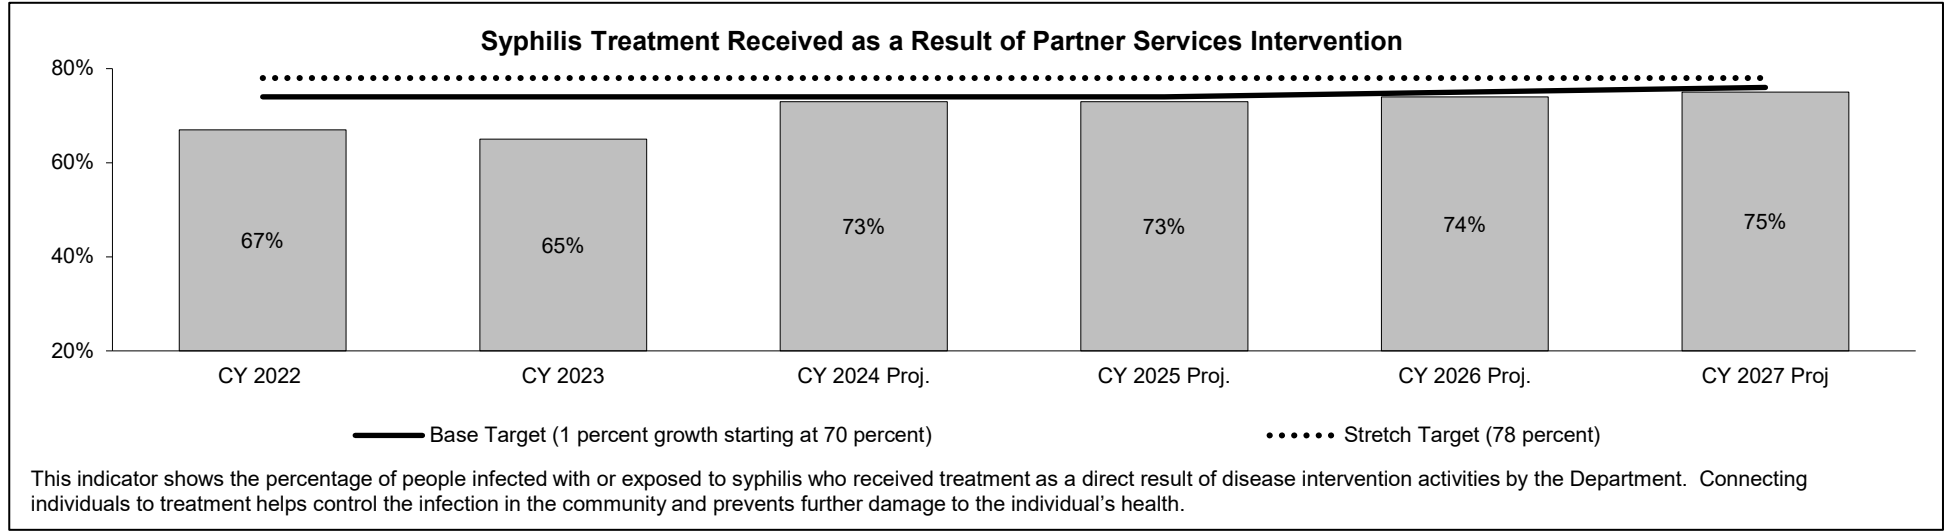 Syphilis Treatment Received as a Result of Partner Services Intervention
80%
60%
40%
20%
67%
65%
73%
73%
74%
75%
CY 2022
CY 2023
CY 2024 Proj.
CY 2025 Proj.
CY 2026 Proj.
CY 2027 Proj
Base Target (1 percent growth starting at 70 percent)
Stretch Target (78 percent)
This indicator shows the percentage of people infected with or exposed to syphilis who received treatment as a direct result of disease intervention activities by the Department.  Connecting
individuals to treatment helps control the infection in the community and prevents further damage to the individual’s health.